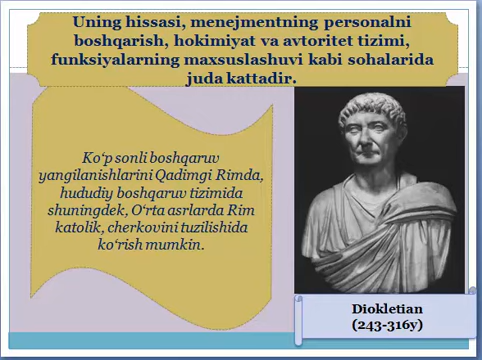 Uning hissasi, menejmentning personalni
boshqarish, hokimiyat va avtoritet tizimi,
funksiyalarning maxsuslashuvi kabi sohalarida
juda kattadir.
Ko‘p sonli boshqaruv
yangilanishlarini Qadimgi Rimda,
hududiy boshqaruv tizimida
shuningdek, O‘rta asrlarda Rim
katolik, cherkovini tuzilishida
ko‘rish mumkin.
Diokletian
(243-316y)